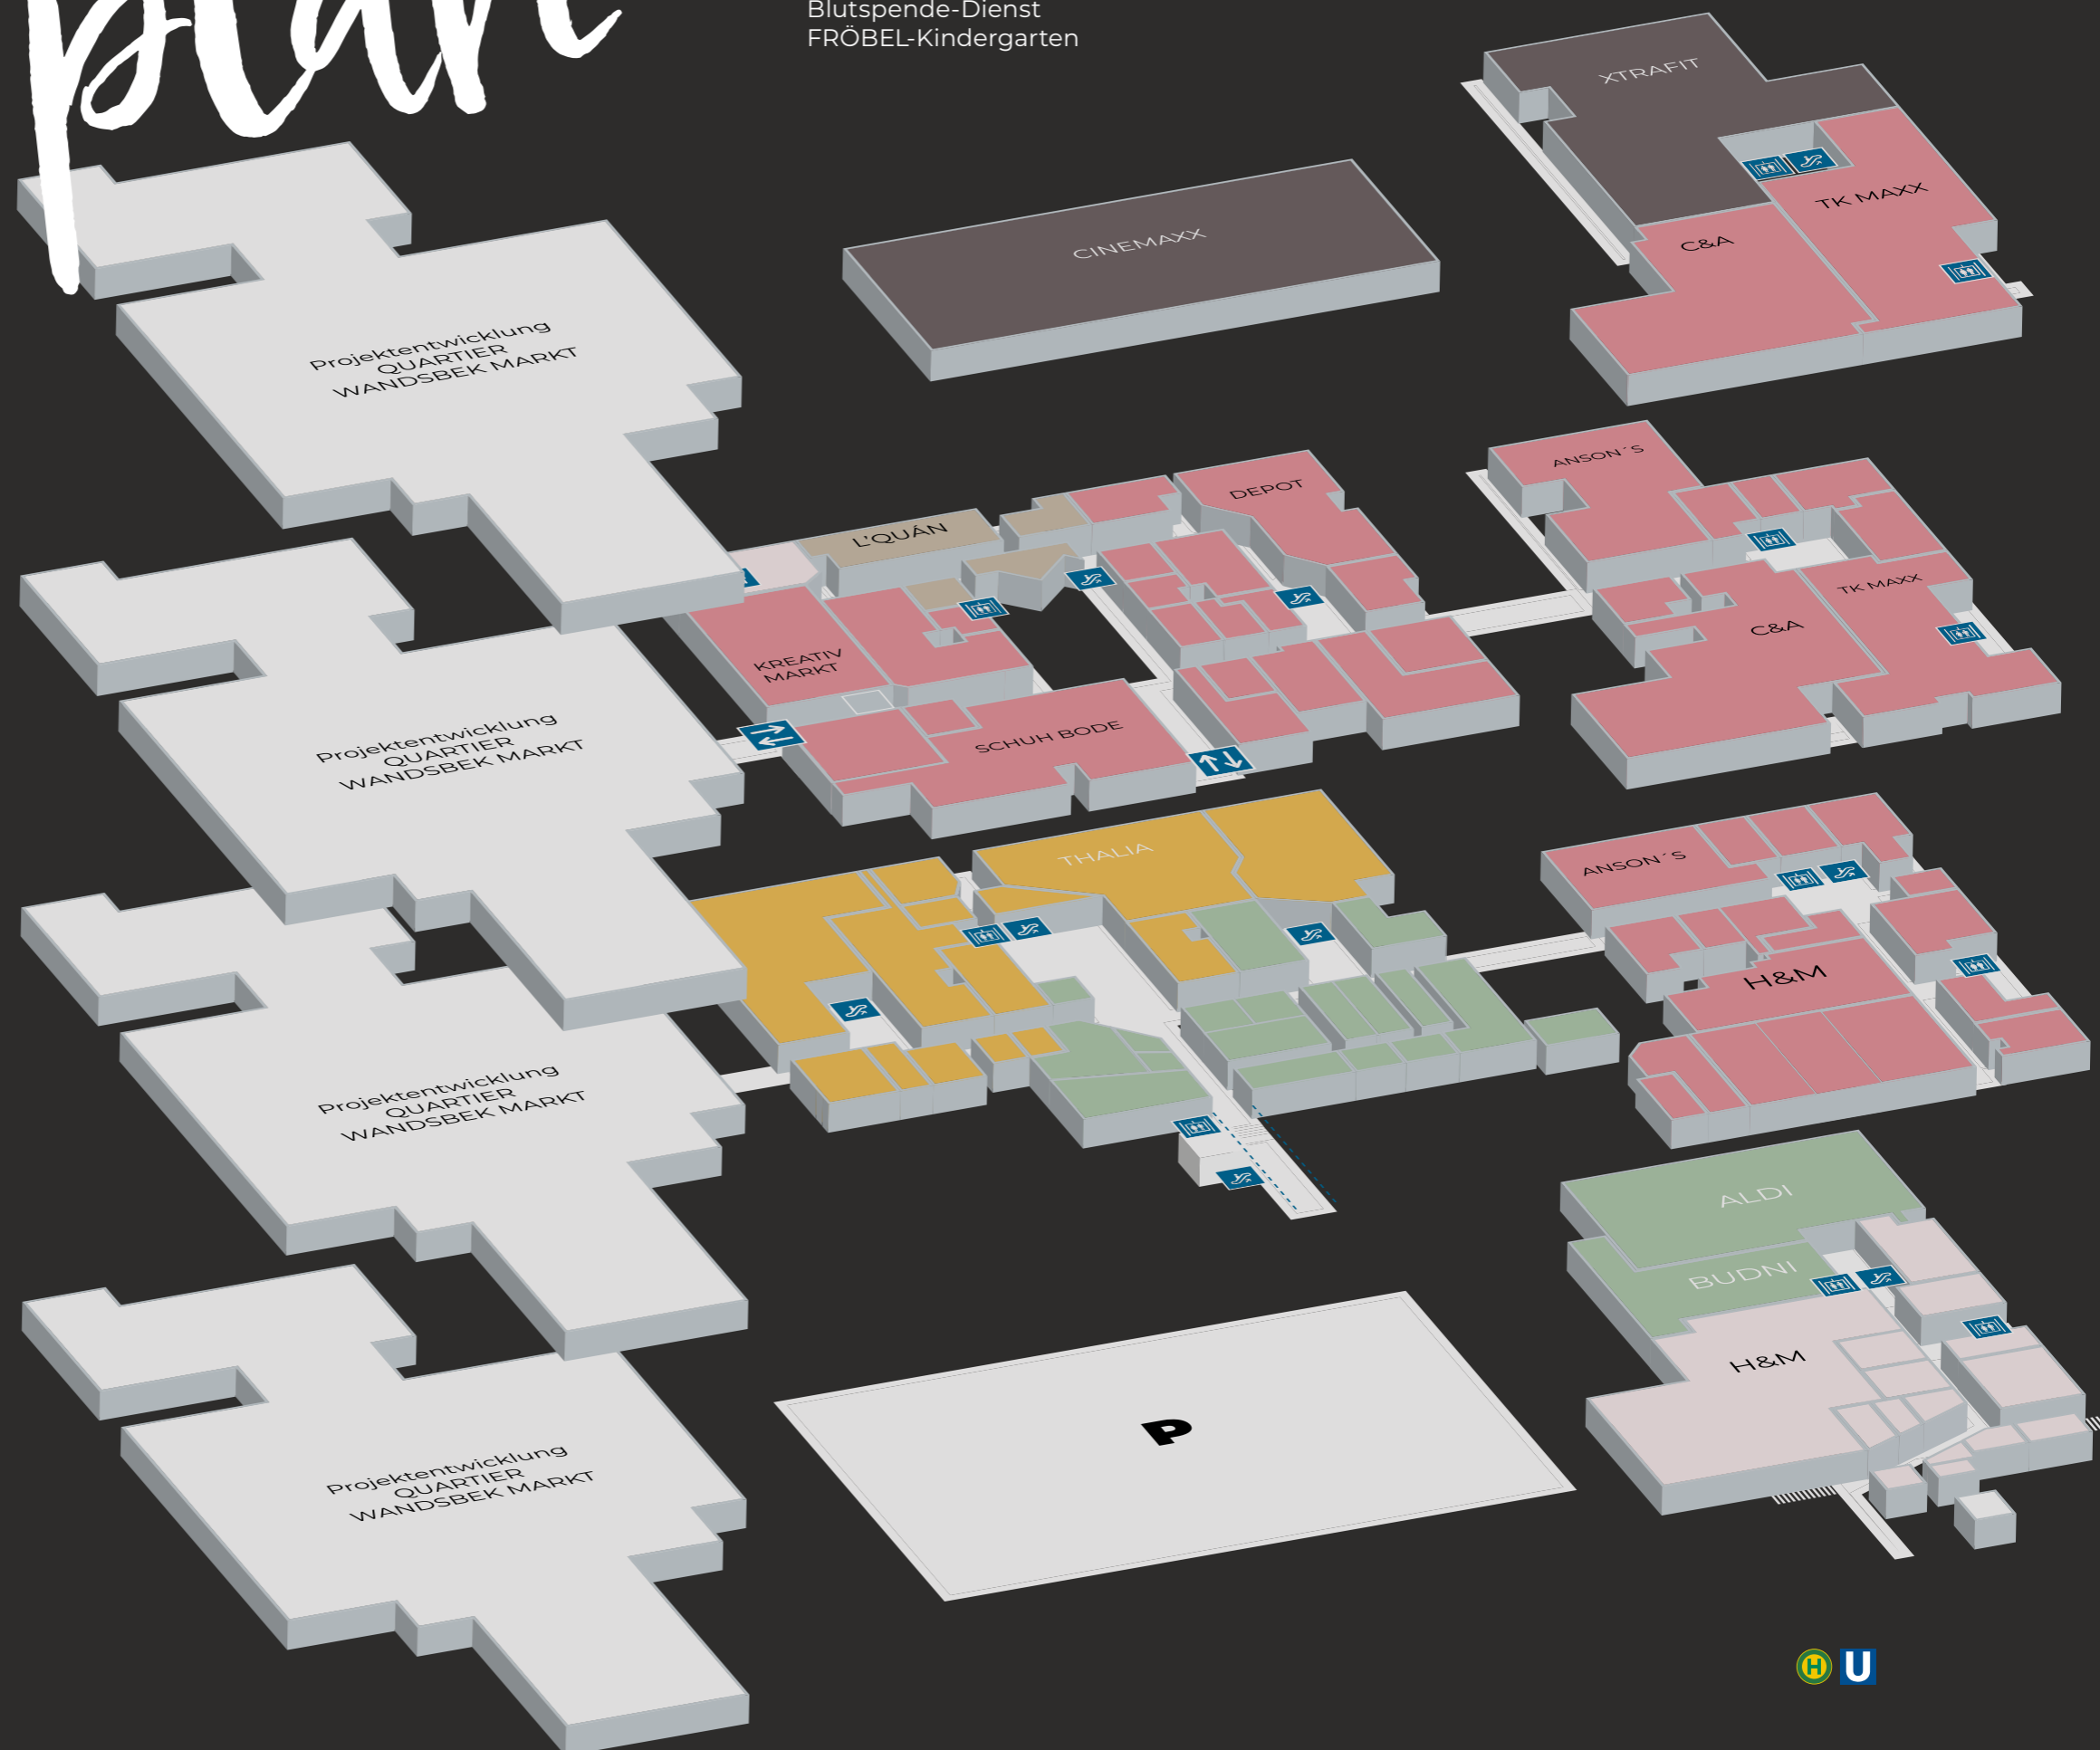 plan
Blutspende-Dienst
FRÖBEL-Kindergarten
XTRAFIT
TK MAXX
C&A
CINEMAXX
Projektentwicklung
QUARTIER
WANDSBEK MARKT
ANSON´S
DEPOT
L'QUÁN
TK MAXX
C&A
KREATIV
MARKT
SCHUH BODE
Projektentwicklung
QUARTIER
WANDSBEK MARKT
THALIA
ANSON´S
H&M
Projektentwicklung
QUARTIER
WANDSBEK MARKT
ALDI
BUDNI
H&M
P
Projektentwicklung
QUARTIER
WANDSBEK MARKT
H U